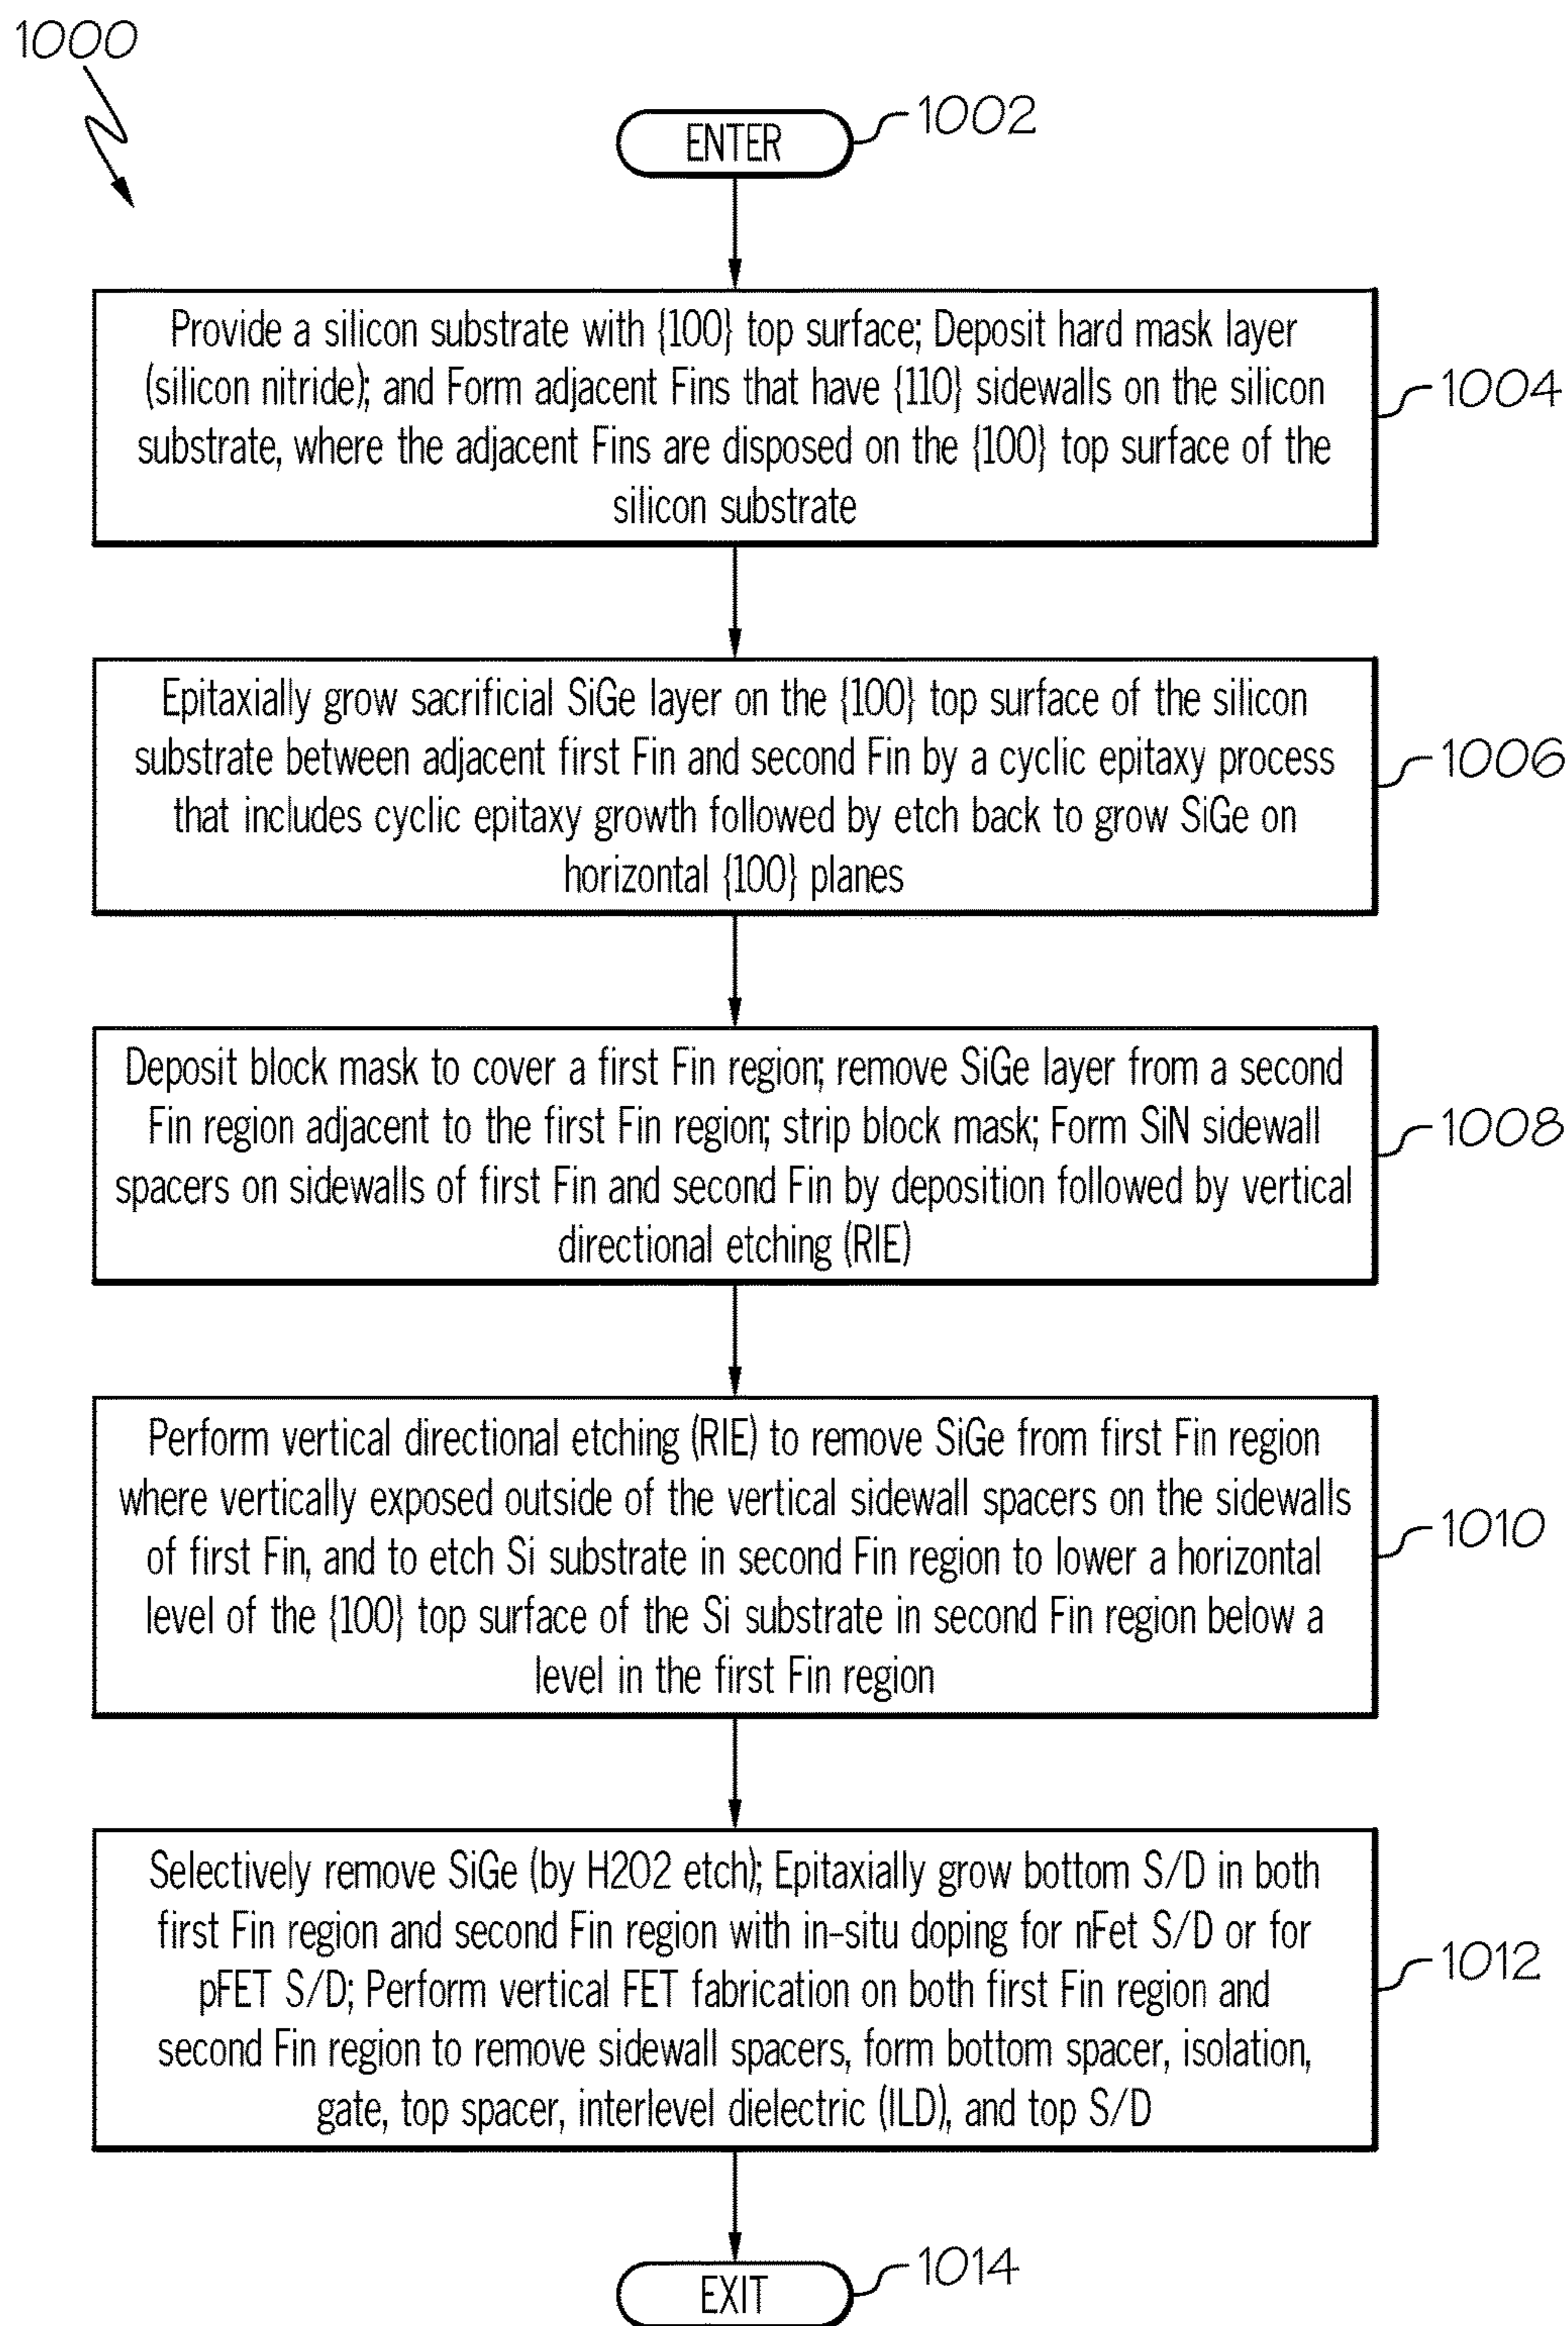 1000
ENTER
1002
Provide a silicon substrate with {100} top surface; Deposit hard mask layer
(silicon nitride); and Form adjacent Fins that have {110} sidewalls on the silicon
substrate, where the adjacent Fins are disposed on the {100} top surface of the
silicon substrate
1004
Epitaxially grow sacrificial SiGe layer on the {100} top surface of the silicon
substrate between adjacent first Fin and second Fin by a cyclic epitaxy process
that includes cyclic epitaxy growth followed by etch back to grow SiGe on
horizontal {100} planes
1006
Deposit block mask to cover a first Fin region; remove SiGe layer from a second
Fin region adjacent to the first Fin region; strip block mask; Form SiN sidewall
spacers on sidewalls of first Fin and second Fin by deposition followed by vertical
directional etching (RIE)
1008
Perform vertical directional etching (RIE) to remove SiGe from first Fin region
where vertically exposed outside of the vertical sidewall spacers on the sidewalls
of first Fin, and to etch Si substrate in second Fin region to lower a horizontal
level of the {100} top surface of the Si substrate in second Fin region below a
level in the first Fin region
1010
Selectively remove SiGe (by H2O2 etch); Epitaxially grow bottom S/D in both
first Fin region and second Fin region with in-situ doping for nFet S/D or for
pFET S/D; Perform vertical FET fabrication on both first Fin region and
second Fin region to remove sidewall spacers, form bottom spacer, isolation,
gate, top spacer, interlevel dielectric (ILD), and top S/D
1012
EXIT
1014